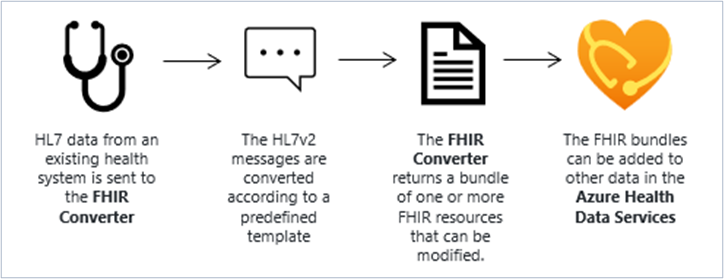 HL7 data from an
existing health
system is sent to
the FHIR
Converter
The HL7v2
messages are
converted
according to a
predefined
template
The FHIR
Converter
returns a bundle
of one or more
FHIR resources
that can be
modified.
The FHIR bundles
can be added to
other data in the
Azure Health
Data Services